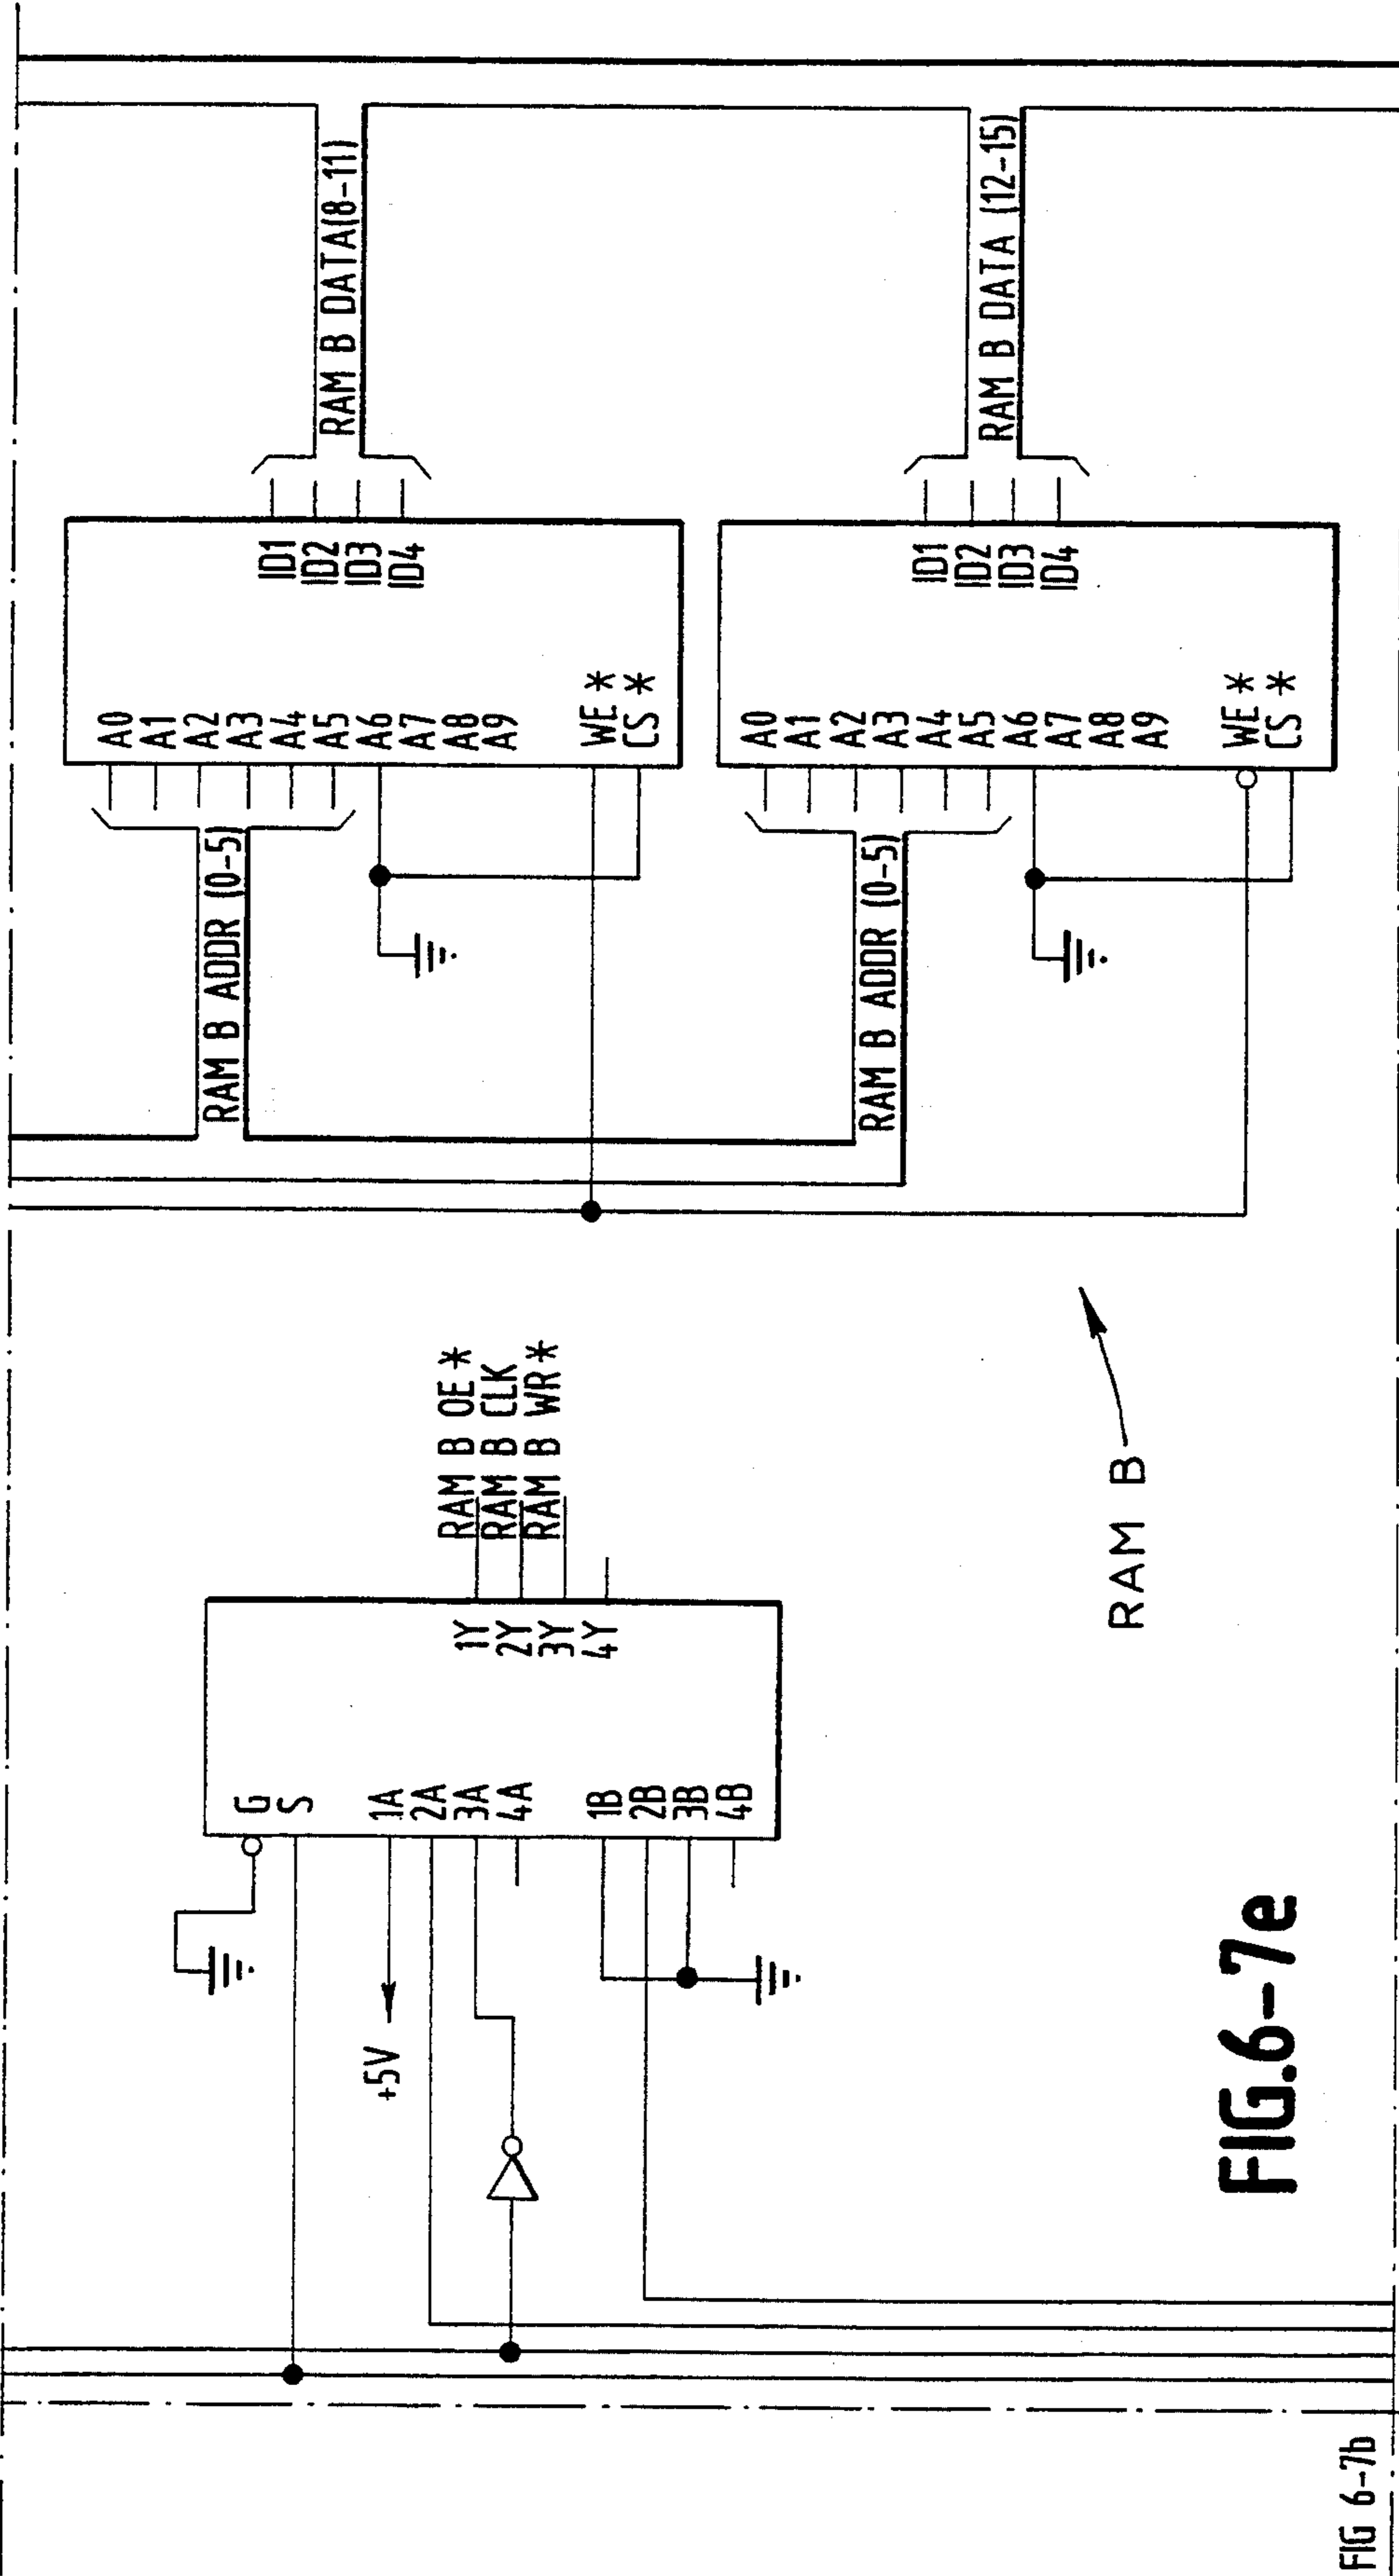 RAM B DATA(8-11)
RAM B ADDR (0-5)
A0
A1
A2
A3
A4
A5
A6
A7
A8
A9
WE *
CS *
ID1
ID2
ID3
ID4
RAM B DATA (12-15)
RAM B ADDR (0-5)
A0
A1
A2
A3
A4
A5
A6
A7
A8
A9
WE *
CS *
ID1
ID2
ID3
ID4
G
S
1A
2A
3A
4A
1B
2B
3B
4B
1Y
2Y
3Y
4Y
RAM B OE *
RAM B CLK
RAM B WR *
+5V
RAM B
FIG.6-7e
FIG 6-7b